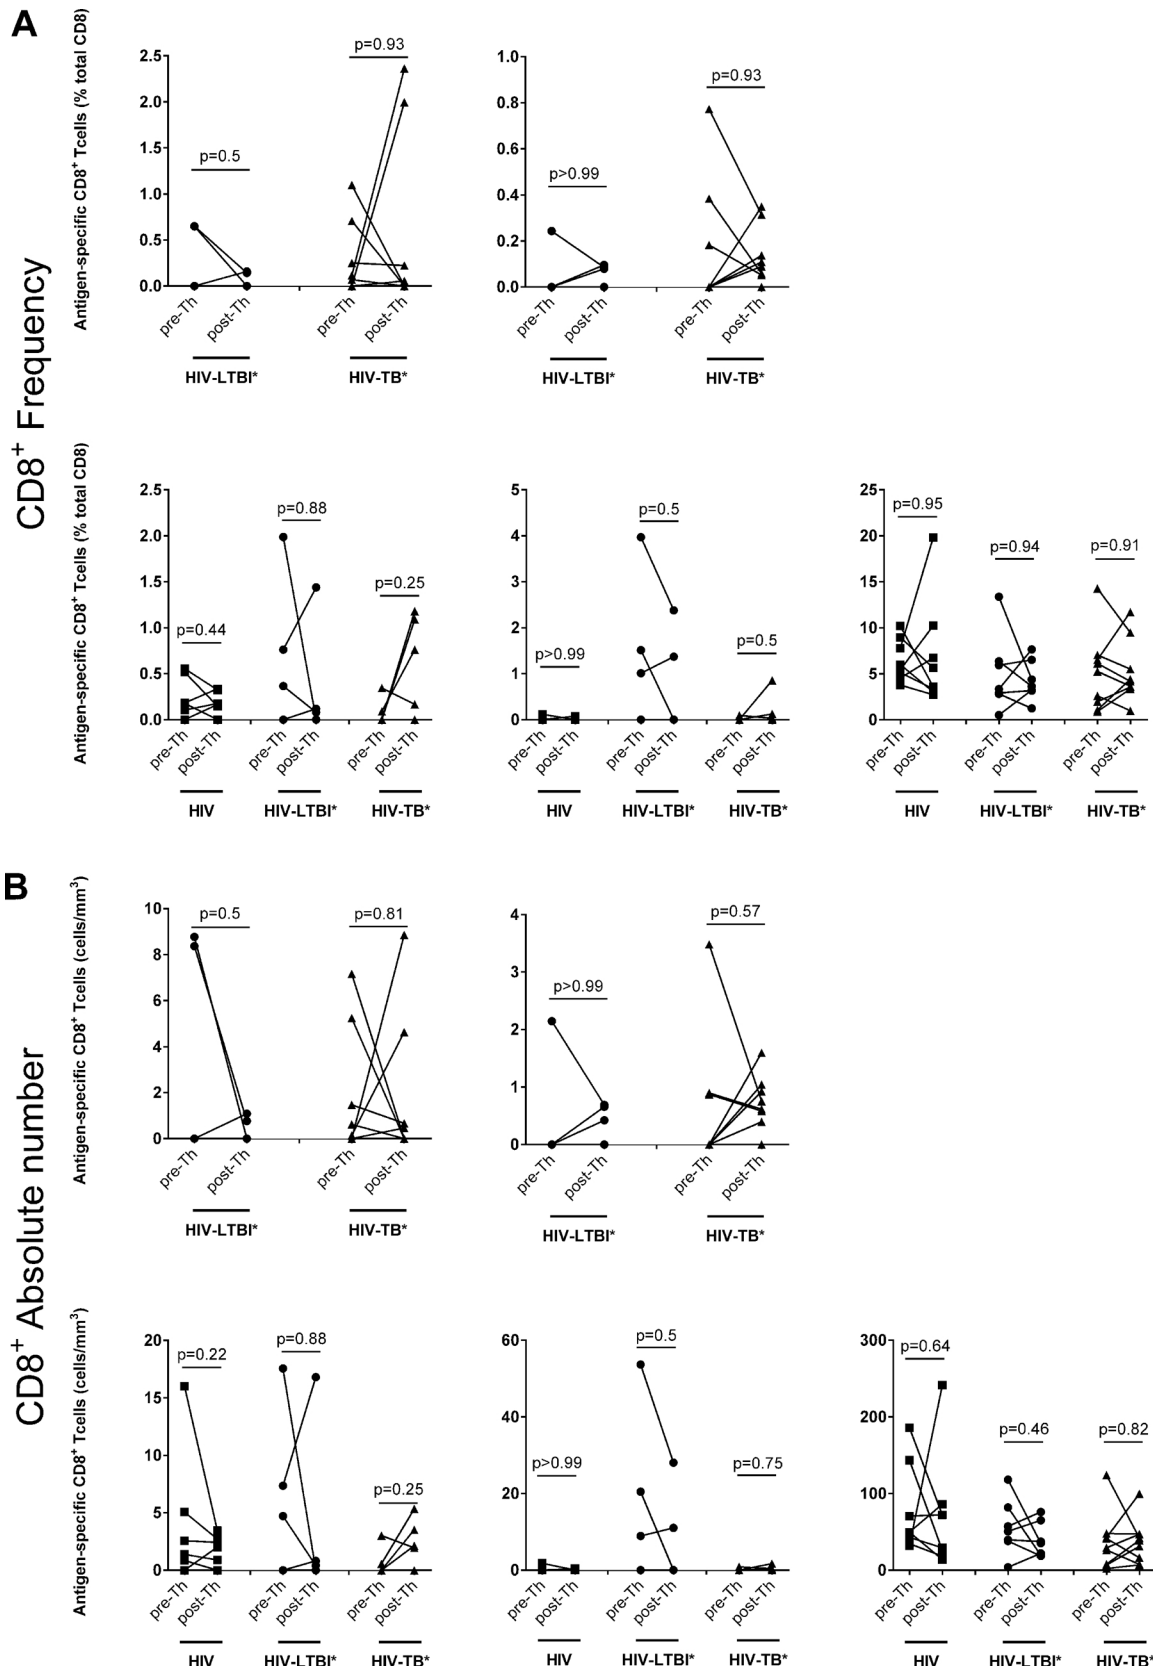 A
CD8+ Frequency
Antigen-specific CD8+ Tcells (% total CD8)
2.5
2.0
1.5
1.0
0.5
0.0
p=0.5
p=0.93
pre-Th
post-Th
pre-Th
post-Th
HIV-LTBI*
HIV-TB*
1.0
0.8
0.6
0.4
0.2
0.0
p>0.99
p=0.93
pre-Th
post-Th
pre-Th
post-Th
HIV-LTBI*
HIV-TB*
Antigen-specific CD8+ Tcells (% total CD8)
2.5
2.0
1.5
1.0
0.5
0.0
p=0.44
p=0.88
p=0.25
pre-Th
post-Th
pre-Th
post-Th
pre-Th
post-Th
HIV
HIV-LTBI*
HIV-TB*
5
4
3
2
1
0
p>0.99
p=0.5
p=0.5
pre-Th
post-Th
pre-Th
post-Th
pre-Th
post-Th
HIV
HIV-LTBI*
HIV-TB*
25
20
15
10
5
0
p=0.95
p=0.94
p=0.91
pre-Th
post-Th
pre-Th
post-Th
pre-Th
post-Th
HIV
HIV-LTBI*
HIV-TB*
B
CD8+ Absolute number
Antigen-specific CD8+ Tcells (cells/mm3)
10
8
6
4
2
0
p=0.5
p=0.81
pre-Th
post-Th
pre-Th
post-Th
HIV-LTBI*
HIV-TB*
4
3
2
1
0
p>0.99
p=0.57
pre-Th
post-Th
pre-Th
post-Th
HIV-LTBI*
HIV-TB*
Antigen-specific CD8+ Tcells (cells/mm3)
20
15
10
5
0
p=0.22
p=0.88
p=0.25
pre-Th
post-Th
pre-Th
post-Th
pre-Th
post-Th
HIV
HIV-LTBI*
HIV-TB*
60
40
20
0
p>0.99
p=0.5
p=0.75
pre-Th
post-Th
pre-Th
post-Th
pre-Th
post-Th
HIV
HIV-LTBI*
HIV-TB*
300
200
100
0
p=0.64
p=0.46
p=0.82
pre-Th
post-Th
pre-Th
post-Th
pre-Th
post-Th
HIV
HIV-LTBI*
HIV-TB*